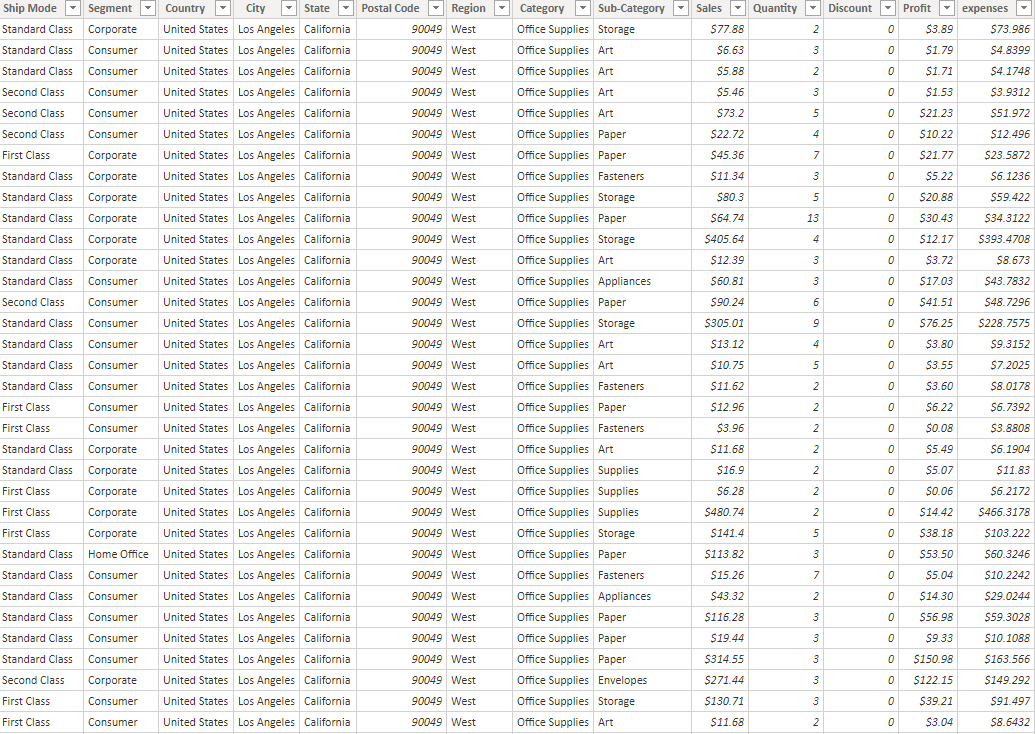 Ship Mode Segment Country City State Postal Code Region Category Sub-Category Sales Quantity Discount Profit expenses
Standard Class Corporate United States Los Angeles California 90049 West Office Supplies Storage $77.88 2 0 $3.89 $73.986
Standard Class Consumer United States Los Angeles California 90049 West Office Supplies Art $6.63 3 0 $1.79 $4.8399
Standard Class Consumer United States Los Angeles California 90049 West Office Supplies Art $5.88 2 0 $1.71 $4.1748
Second Class Consumer United States Los Angeles California 90049 West Office Supplies Art $5.46 3 0 $1.53 $3.9312
Second Class Consumer United States Los Angeles California 90049 West Office Supplies Art $73.2 5 0 $21.23 $51.972
Second Class Consumer United States Los Angeles California 90049 West Office Supplies Paper $22.72 4 0 $10.22 $12.496
First Class Corporate United States Los Angeles California 90049 West Office Supplies Paper $45.36 7 0 $21.77 $23.5872
Standard Class Corporate United States Los Angeles California 90049 West Office Supplies Fasteners $11.34 3 0 $5.22 $6.1236
Standard Class Corporate United States Los Angeles California 90049 West Office Supplies Storage $80.3 5 0 $20.88 $59.422
Standard Class Corporate United States Los Angeles California 90049 West Office Supplies Paper $64.74 13 0 $30.43 $34.3122
Standard Class Corporate United States Los Angeles California 90049 West Office Supplies Storage $405.64 4 0 $12.17 $393.4708
Standard Class Corporate United States Los Angeles California 90049 West Office Supplies Art $12.39 3 0 $3.72 $8.673
Standard Class Consumer United States Los Angeles California 90049 West Office Supplies Appliances $60.81 3 0 $17.03 $43.7832
Second Class Consumer United States Los Angeles California 90049 West Office Supplies Paper $90.24 6 0 $41.51 $48.7296
Standard Class Consumer United States Los Angeles California 90049 West Office Supplies Storage $305.01 9 0 $76.25 $228.7575
Standard Class Consumer United States Los Angeles California 90049 West Office Supplies Art $13.12 4 0 $3.80 $9.3152
Standard Class Consumer United States Los Angeles California 90049 West Office Supplies Art $10.75 5 0 $3.55 $7.2025
Standard Class Consumer United States Los Angeles California 90049 West Office Supplies Fasteners $11.62 2 0 $3.60 $8.0178
First Class Consumer United States Los Angeles California 90049 West Office Supplies Paper $12.96 2 0 $6.22 $6.7392
First Class Consumer United States Los Angeles California 90049 West Office Supplies Fasteners $3.96 2 0 $0.08 $3.8808
Standard Class Corporate United States Los Angeles California 90049 West Office Supplies Art $11.68 2 0 $5.49 $6.1904
Standard Class Corporate United States Los Angeles California 90049 West Office Supplies Supplies $16.9 2 0 $5.07 $11.83
First Class Corporate United States Los Angeles California 90049 West Office Supplies Supplies $6.28 2 0 $0.06 $6.2172
First Class Corporate United States Los Angeles California 90049 West Office Supplies Supplies $480.74 2 0 $14.42 $466.3178
First Class Corporate United States Los Angeles California 90049 West Office Supplies Storage $141.4 5 0 $38.18 $103.222
Standard Class Home Office United States Los Angeles California 90049 West Office Supplies Paper $113.82 3 0 $53.50 $60.3246
Standard Class Consumer United States Los Angeles California 90049 West Office Supplies Fasteners $15.26 7 0 $5.04 $10.2242
Standard Class Consumer United States Los Angeles California 90049 West Office Supplies Appliances $43.32 2 0 $14.30 $29.0244
Standard Class Consumer United States Los Angeles California 90049 West Office Supplies Paper $116.28 3 0 $56.98 $59.3028
Standard Class Consumer United States Los Angeles California 90049 West Office Supplies Paper $19.44 3 0 $9.33 $10.1088
Standard Class Consumer United States Los Angeles California 90049 West Office Supplies Paper $314.55 3 0 $150.98 $163.566
Second Class Corporate United States Los Angeles California 90049 West Office Supplies Envelopes $271.44 3 0 $122.15 $149.292
First Class Consumer United States Los Angeles California 90049 West Office Supplies Storage $130.71 3 0 $39.21 $91.497
First Class Consumer United States Los Angeles California 90049 West Office Supplies Art $11.68 2 0 $3.04 $8.6432